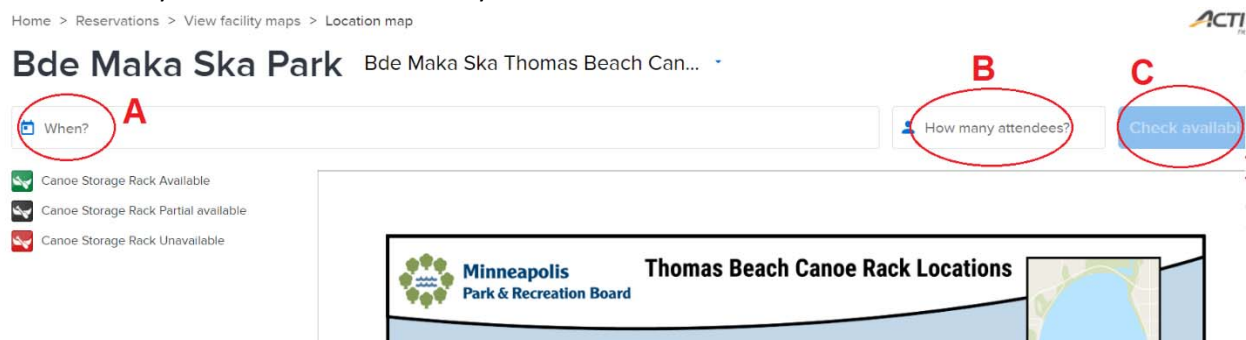 Home > Reservations > View facility maps > Location map
Bde Maka Ska Park Bde Maka Ska Thomas Beach Can...
B
C
A
When?
How many attendees?
Check availabi
Canoe Storage Rack Available
Canoe Storage Rack Partial available
Canoe Storage Rack Unavailable
Minneapolis
Park & Recreation Board
Thomas Beach Canoe Rack Locations